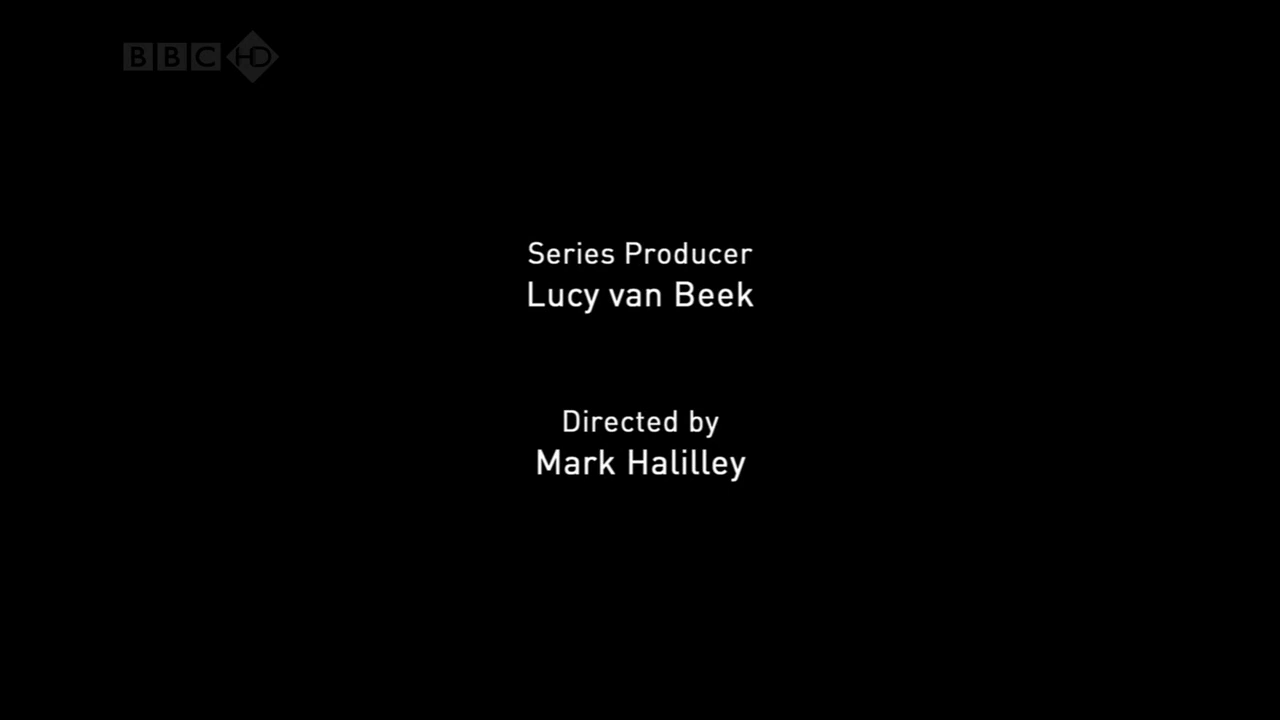 BBC HD
Series Producer
Lucy van Beek
Directed by
Mark Halilley